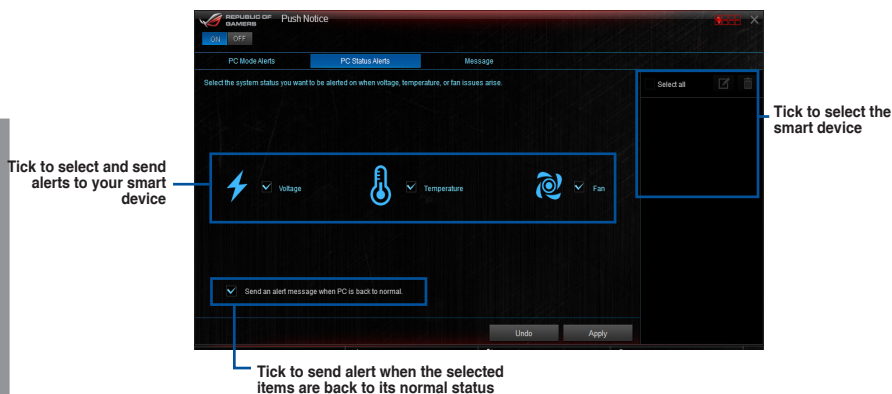 REPUBLIC OF
GAMERS
Push Notice
ON OFF
PC Mode Alerts PC Status Alerts Message
Select the system status you want to be alerted on when voltage, temperature, or fan issues arise.
Select all
Tick to select the
smart device
Tick to select and send
alerts to your smart
device
Voltage Temperature Fan
Send an alert message when PC is back to normal.
Undo Apply
Tick to send alert when the selected
items are back to its normal status